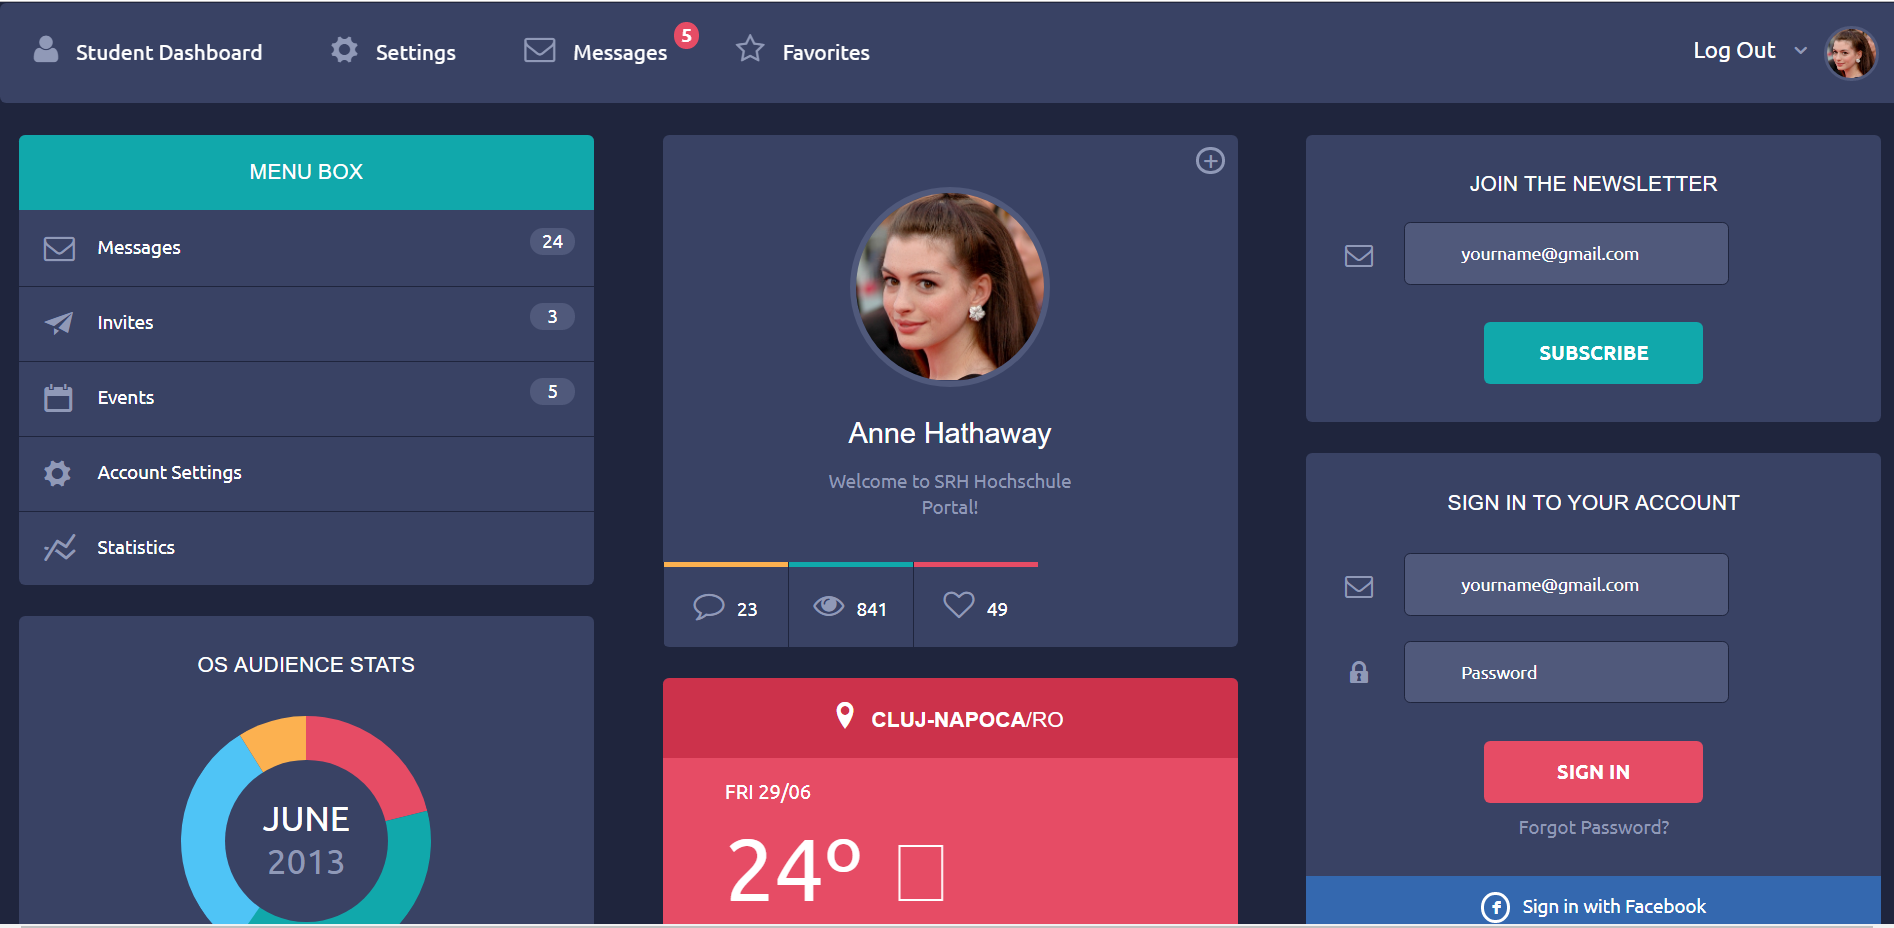 Student Dashboard
Settings
Messages
5
Favorites
Log Out
MENU BOX
Messages
24
Invites
3
Events
5
Account Settings
Statistics
OS AUDIENCE STATS
JUNE
2013
Anne Hathaway
Welcome to SRH Hochschule
Portal!
23
841
49
CLUJ-NAPOCA/RO
FRI 29/06
24º
JOIN THE NEWSLETTER
yourname@gmail.com
SUBSCRIBE
SIGN IN TO YOUR ACCOUNT
yourname@gmail.com
Password
SIGN IN
Forgot Password?
Sign in with Facebook